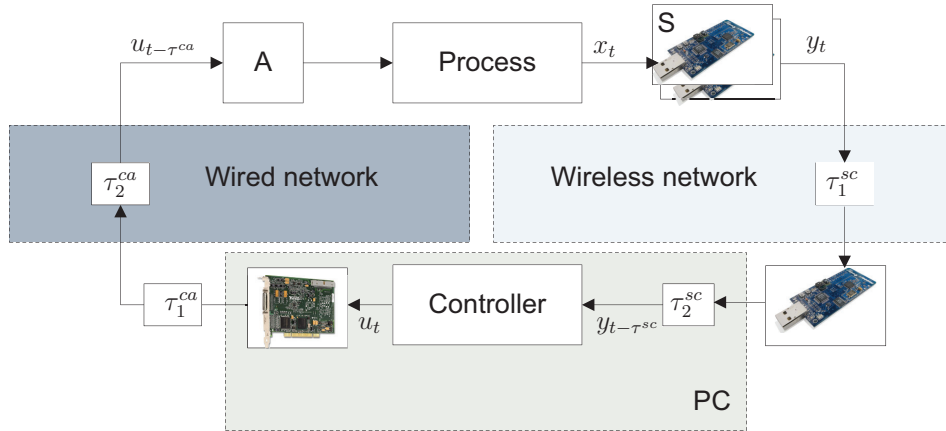 u_{t-τ^{ca}}
A
Process
x_t
S
y_t
Wired network
Wireless network
τ_2^{ca}
τ_1^{sc}
τ_1^{ca}
u_t
Controller
y_{t-τ^{sc}}
τ_2^{sc}
PC